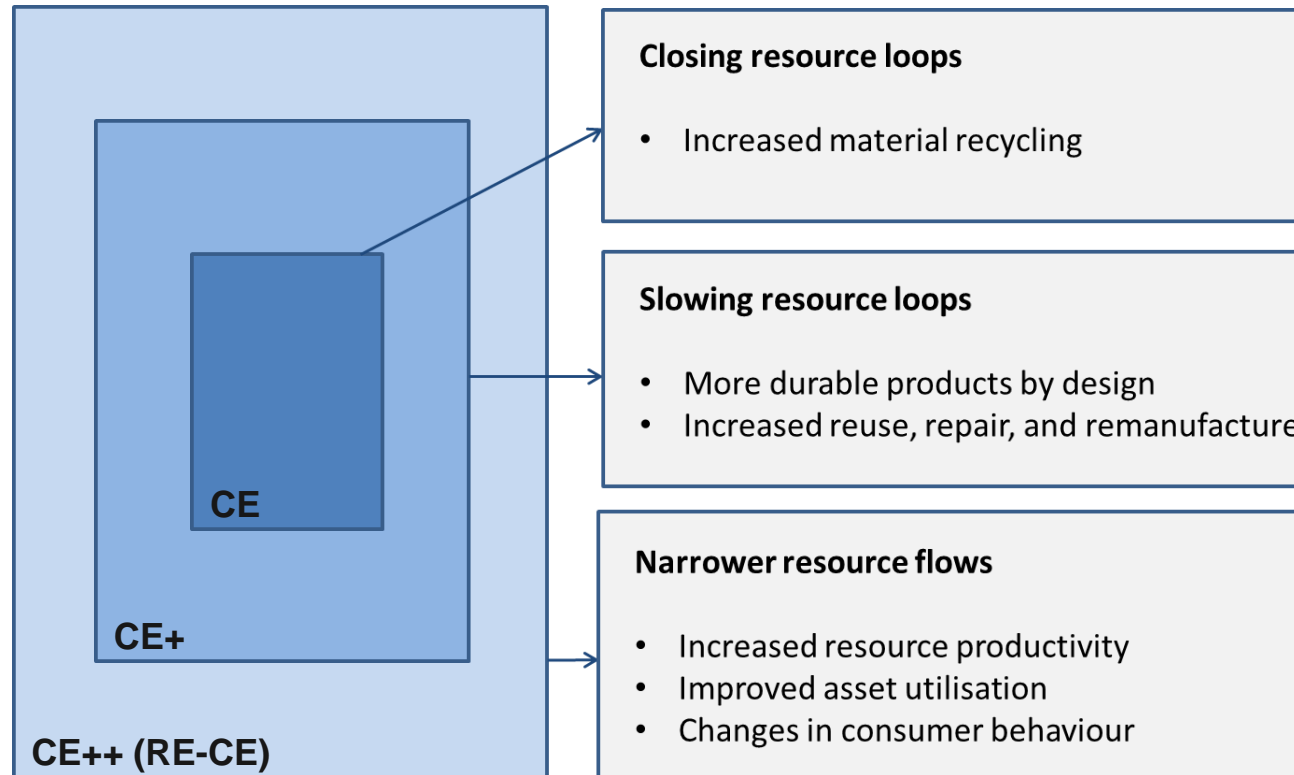 Closing resource loops
• Increased material recycling
Slowing resource loops
• More durable products by design
• Increased reuse, repair, and remanufacture
Narrower resource flows
• Increased resource productivity
• Improved asset utilisation
• Changes in consumer behaviour
CE
CE+
CE++ (RE-CE)